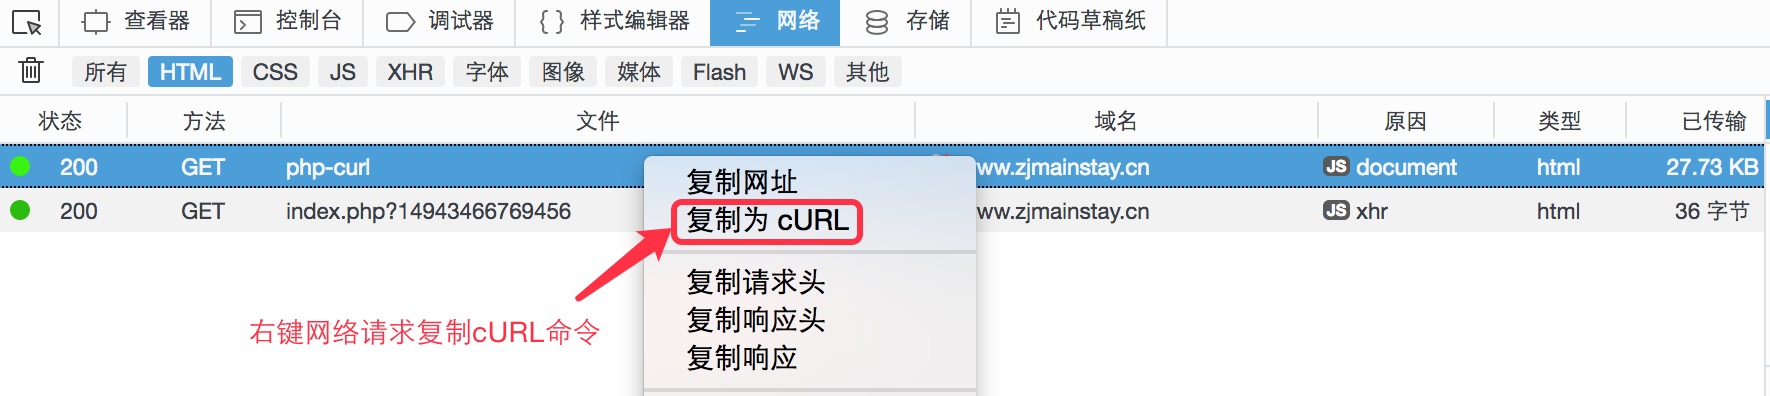 查看器 控制台 调试器 { } 样式编辑器 网络 存储 代码草稿纸
所有 HTML CSS JS XHR 字体 图像 媒体 Flash WS 其他
状态 方法 文件 域名 原因 类型 已传输
200 GET php-curl ww.zjmainstay.cn JS document html 27.73 KB
200 GET index.php?14943466769456 ww.zjmainstay.cn JS xhr html 36 字节
复制网址
复制为 cURL
复制请求头
复制响应头
复制响应
右键网络请求复制cURL命令